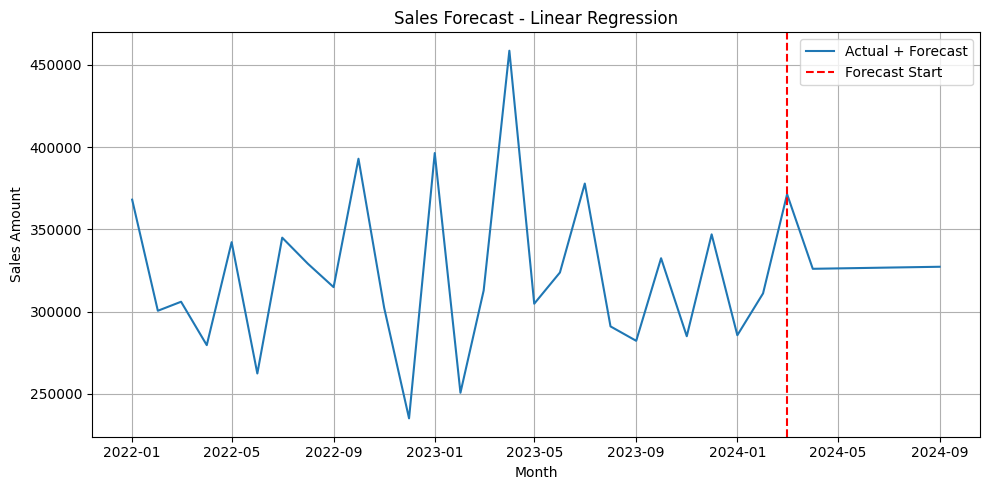 Sales Forecast - Linear Regression
Actual + Forecast
Forecast Start
Sales Amount
450000
400000
350000
300000
250000
2022-01 2022-05 2022-09 2023-01 2023-05 2023-09 2024-01 2024-05 2024-09
Month